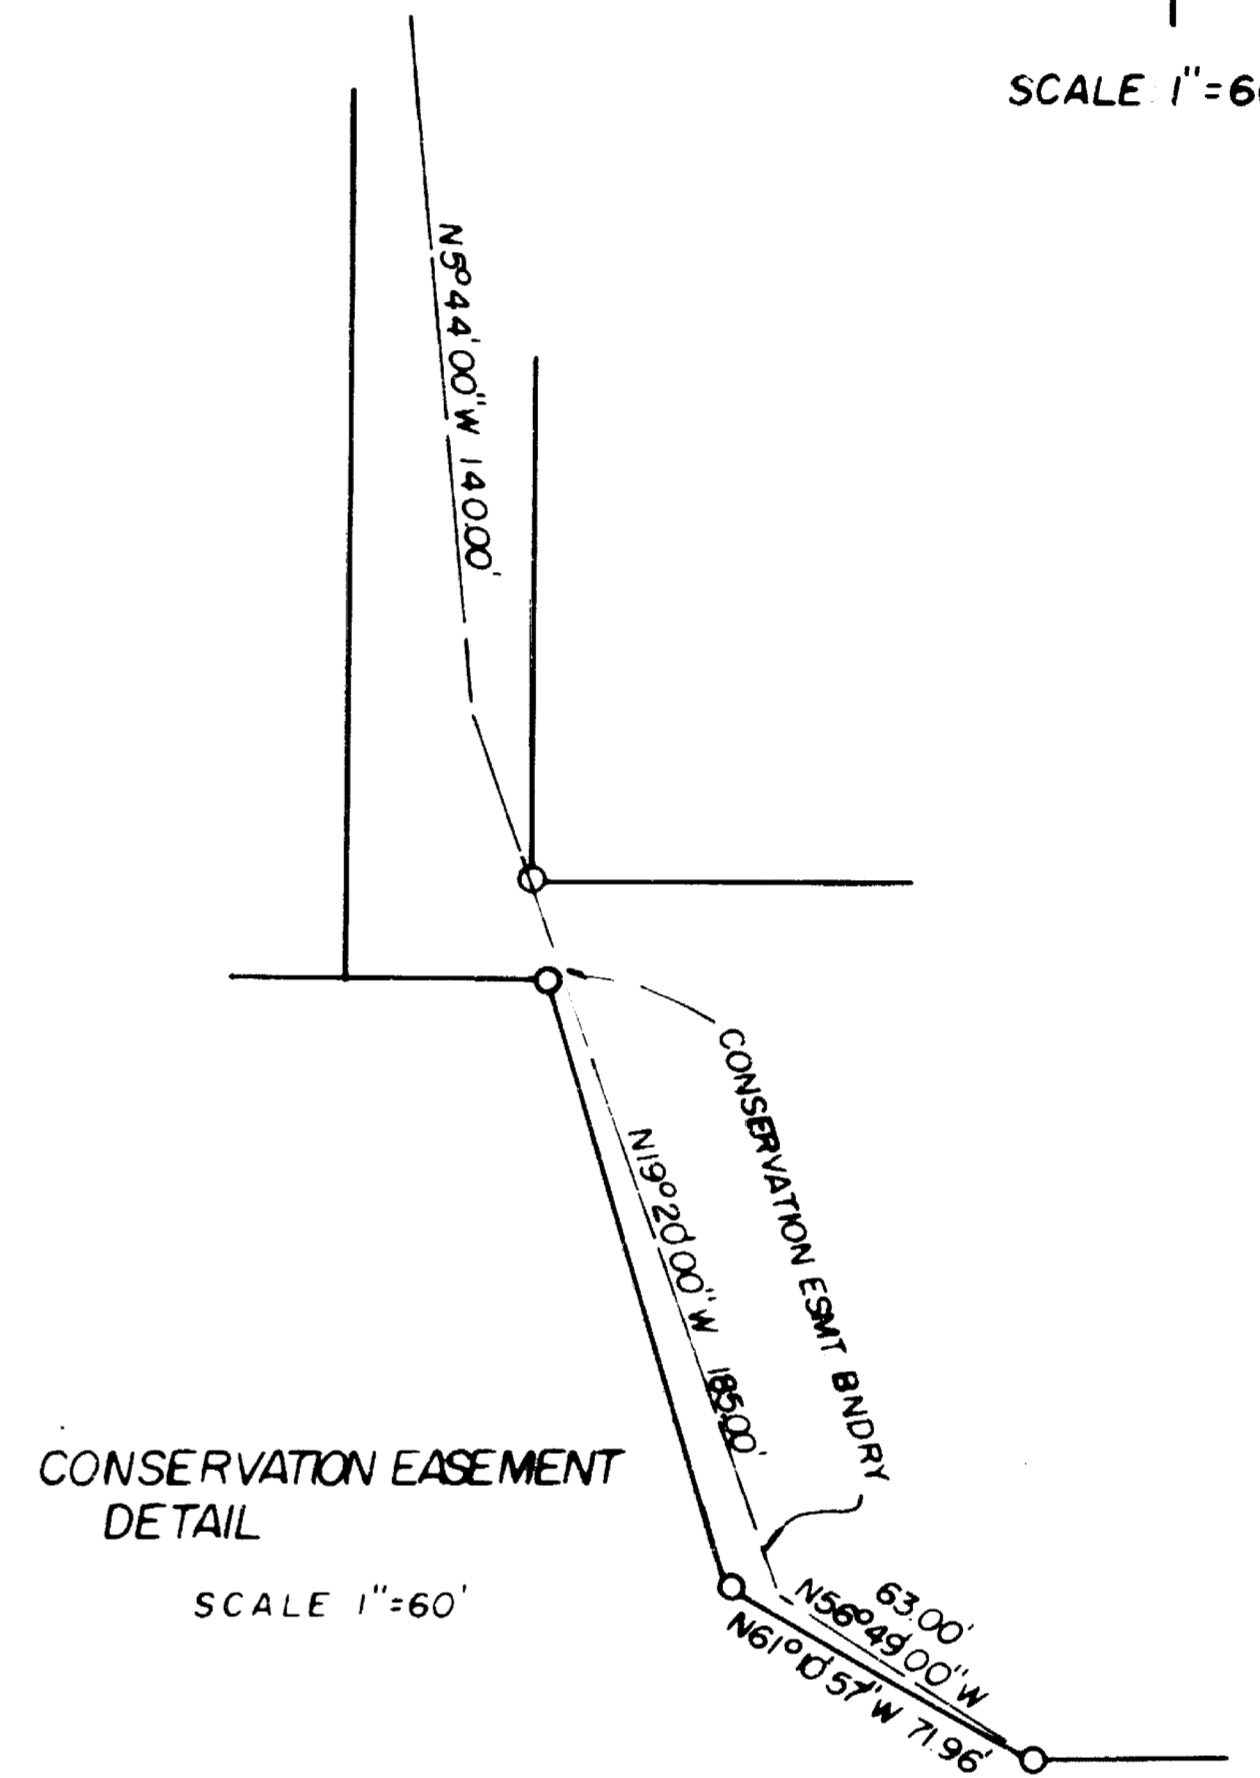 SCALE 1"=6
N5°44'00"W 140.00'
CONSERVATION ESMT BNDRY
N19°20'00"W 185.00'
CONSERVATION EASEMENT
DETAIL
SCALE 1"=60'
63.00'
N56°49'00"W
N61°10'57"W 71.96'